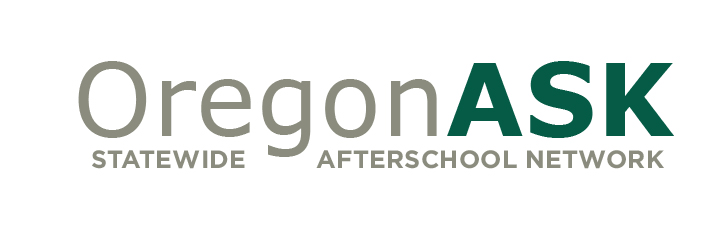 OregonASK
STATEWIDE AFTERSCHOOL NETWORK